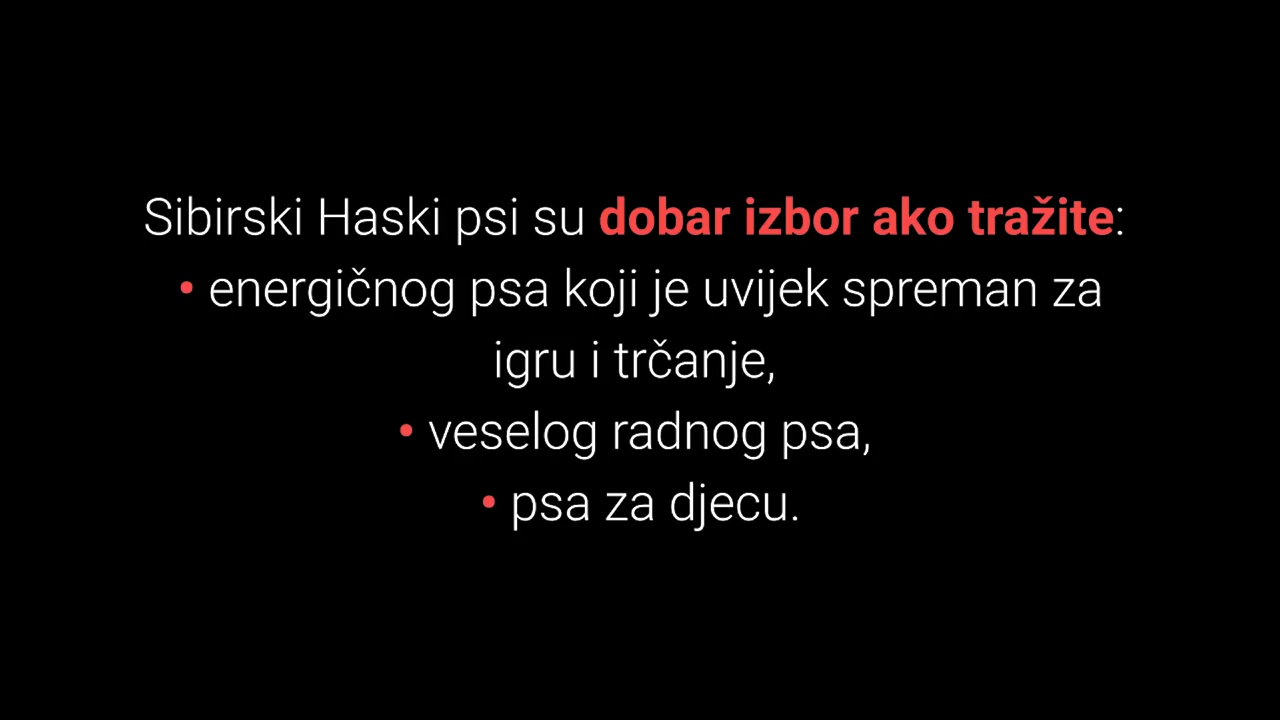 Sibirski Haski psi su dobar izbor ako tražite:
• energičnog psa koji je uvijek spreman za
igru i trčanje,
• veselog radnog psa,
• psa za djecu.